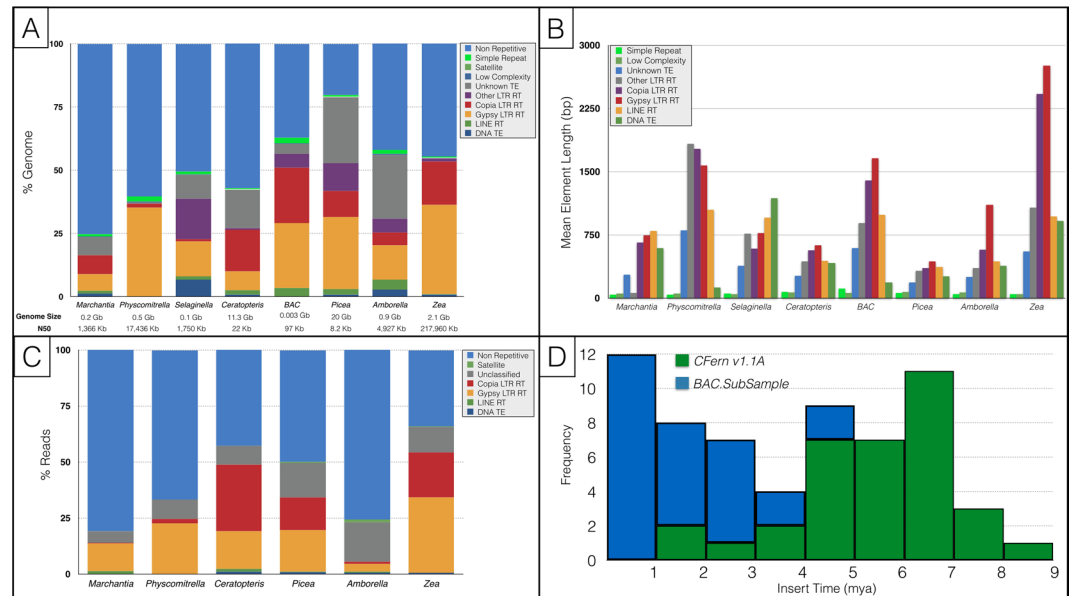 A
100
75
50
25
0
% Genome
Non Repetitive
Simple Repeat
Satellite
Low Complexity
Unknown TE
Other LTR RT
Copia LTR RT
Gypsy LTR RT
LINE RT
DNA TE
Marchantia Physcomitrella Selaginella Ceratopteris BAC Picea Amborella Zea
Genome Size 0.2 Gb 0.5 Gb 0.1 Gb 11.3 Gb 0.003 Gb 20 Gb 0.9 Gb 2.1 Gb
N50 1,366 Kb 17,436 Kb 1,750 Kb 22 Kb 97 Kb 8.2 Kb 4,927 Kb 217,960 Kb
B
3000
2250
1500
750
0
Mean Element Length (bp)
Simple Repeat
Low Complexity
Unknown TE
Other LTR RT
Copia LTR RT
Gypsy LTR RT
LINE RT
DNA TE
Marchantia Physcomitrella Selaginella Ceratopteris BAC Picea Amborella Zea
C
100
75
50
25
0
% Reads
Non Repetitive
Satellite
Unclassified
Copia LTR RT
Gypsy LTR RT
LINE RT
DNA TE
Marchantia Physcomitrella Ceratopteris Picea Amborella Zea
D
12
10
8
6
4
2
0
Frequency
CFern v1.1A
BAC.SubSample
1 2 3 4 5 6 7 8 9
Insert Time (mya)